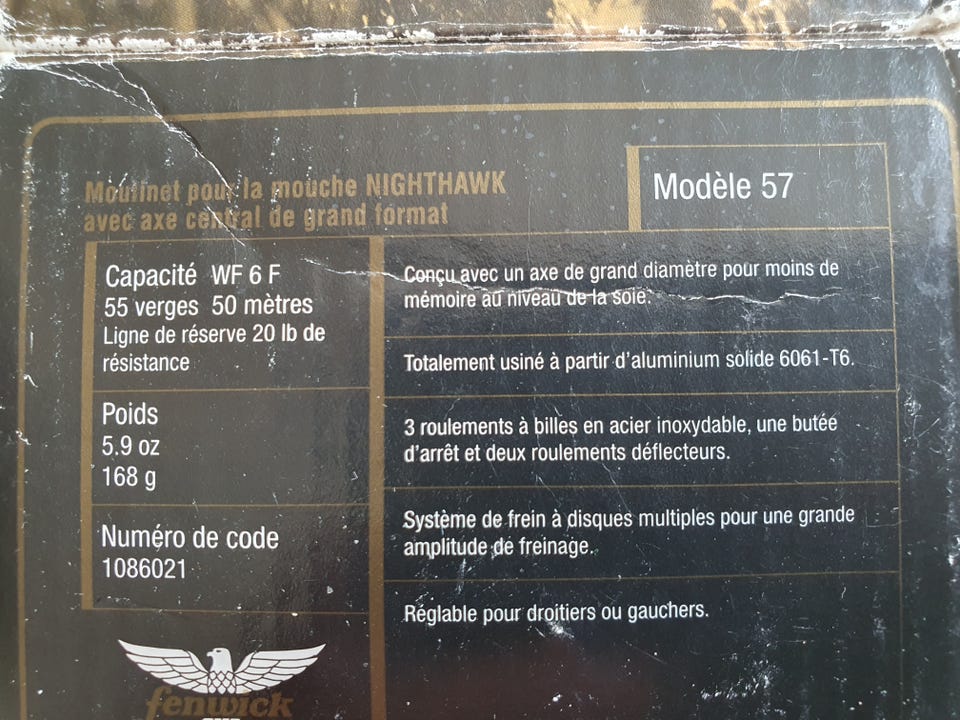 Moulinet pour la mouche NIGHTHAWK
avec axe central de grand format
Modèle 57
Capacité WF 6 F
55 verges 50 mètres
Ligne de réserve 20 lb de
résistance
Poids
5.9 oz
168 g
Numéro de code
1086021
Conçu avec un axe de grand diamètre pour moins de
mémoire au niveau de la soie.
Totalement usiné à partir d'aluminium solide 6061-T6.
3 roulements à billes en acier inoxydable, une butée
d'arrêt et deux roulements déflecteurs.
Système de frein à disques multiples pour une grande
amplitude de freinage.
Réglable pour droitiers ou gauchers.
fenwick